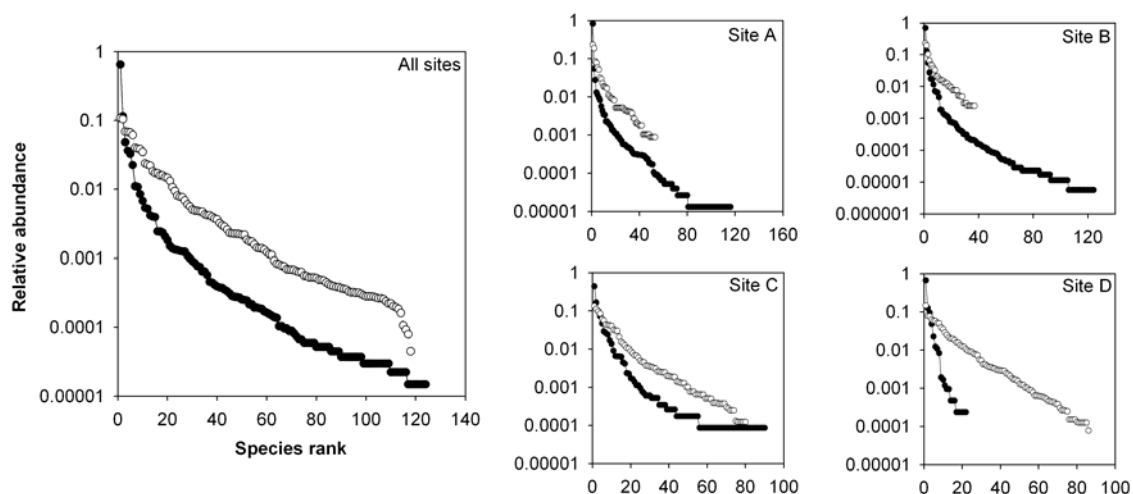 All sites
Relative abundance
1
0.1
0.01
0.001
0.0001
0.00001
0 20 40 60 80 100 120 140
Species rank
Site A
1
0.1
0.01
0.001
0.0001
0.00001
0 40 80 120 160
Site B
1
0.1
0.01
0.001
0.0001
0.00001
0.000001
0 40 80 120
Site C
1
0.1
0.01
0.001
0.0001
0.00001
0 20 40 60 80 100
Site D
1
0.1
0.01
0.001
0.0001
0.00001
0 20 40 60 80 100